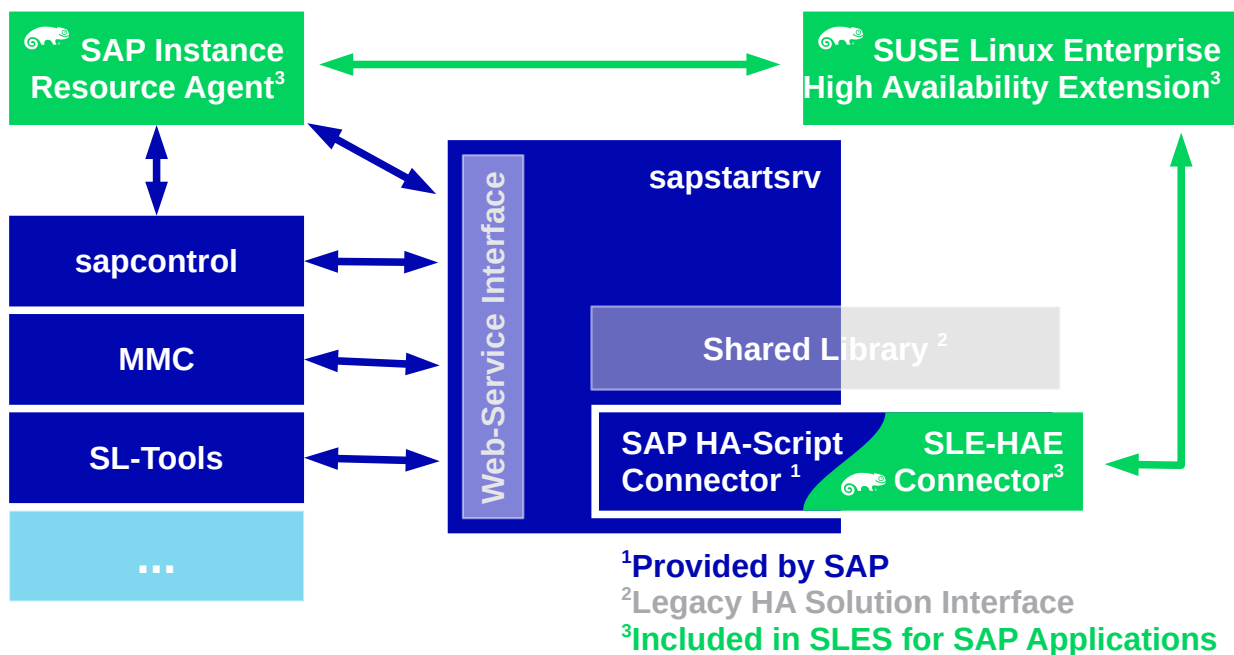 SAP Instance
Resource Agent³
SUSE Linux Enterprise
High Availability Extension³
sapstartsrv
Web-Service Interface
sapcontrol
MMC
SL-Tools
...
Shared Library ²
SAP HA-Script
Connector ¹
SLE-HAE
Connector³
¹Provided by SAP
²Legacy HA Solution Interface
³Included in SLES for SAP Applications